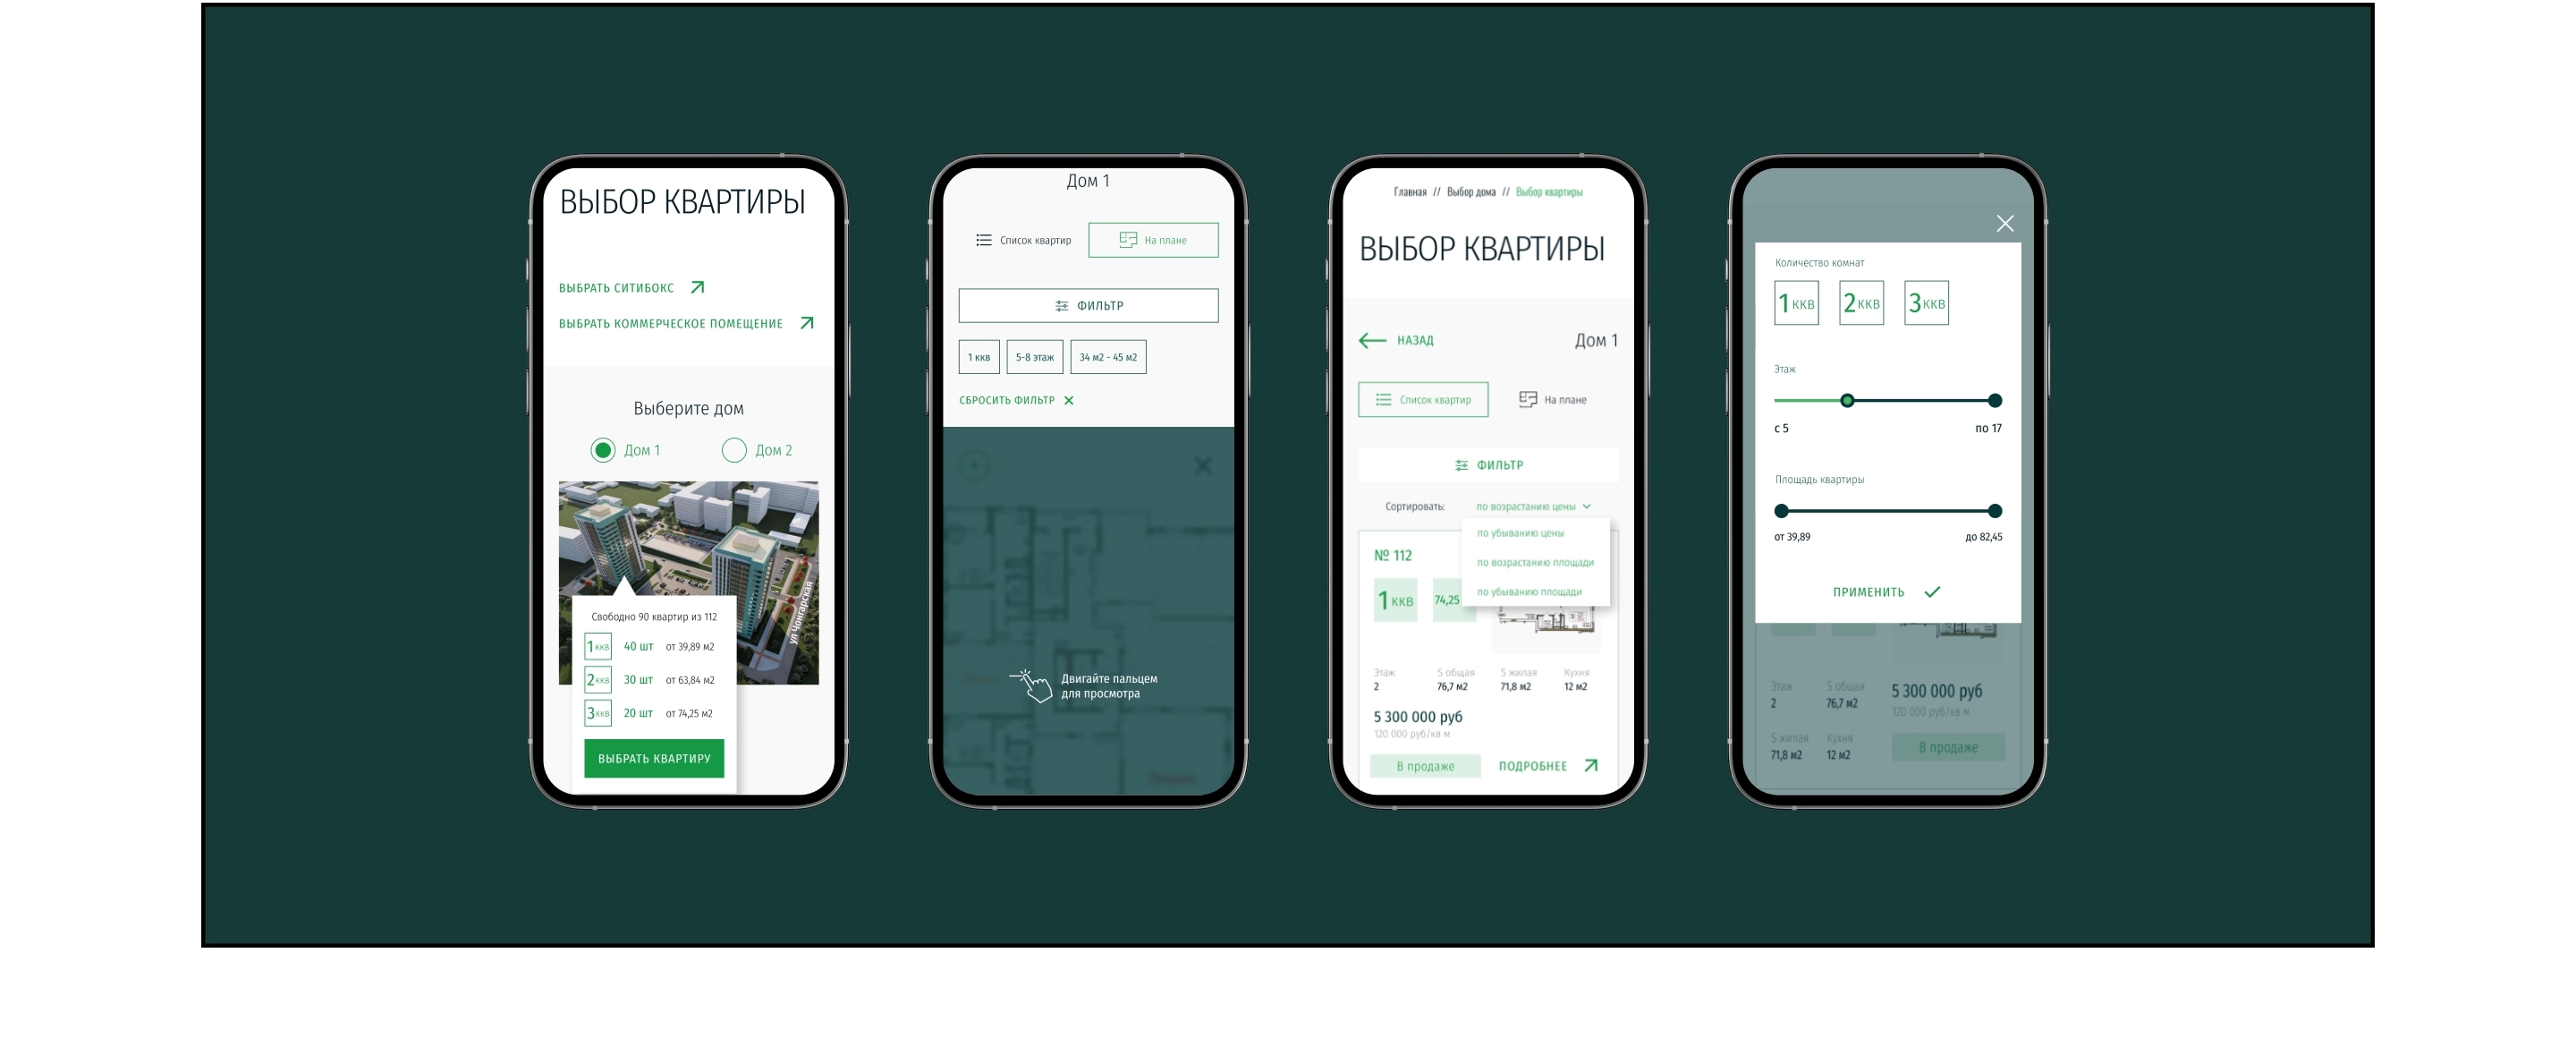 ВЫБОР КВАРТИРЫ
ВЫБРАТЬ СИТИБОКС
ВЫБРАТЬ КОММЕРЧЕСКОЕ ПОМЕЩЕНИЕ
Выберите дом
Дом 1
Дом 2
ул Чонгарская
Свободно 90 квартир из 112
1 ккв 40 шт от 39,89 м2
2 ккв 30 шт от 63,84 м2
3 ккв 20 шт от 74,25 м2
ВЫБРАТЬ КВАРТИРУ
Дом 1
Список квартир
На плане
ФИЛЬТР
1 ккв
5-8 этаж
34 м2 - 45 м2
СБРОСИТЬ ФИЛЬТР
Двигайте пальцем
для просмотра
Главная // Выбор дома // Выбор квартиры
ВЫБОР КВАРТИРЫ
НАЗАД
Дом 1
Список квартир
На плане
ФИЛЬТР
Сортировать: по возрастанию цены
по убыванию цены
по возрастанию площади
по убыванию площади
№ 112
1 ккв
74,25
Этаж S общая S жилая Кухня
2 76,7 м2 71,8 м2 12 м2
5 300 000 руб
120 000 руб/кв м
В продаже
ПОДРОБНЕЕ
Количество комнат
1 ККВ 2 ККВ 3 ККВ
Этаж
с 5 по 17
Площадь квартиры
от 39,89 до 82,45
ПРИМЕНИТЬ
Этаж S общая
2 76,7 м2
5 300 000 руб
120 000 руб/кв м
S жилая Кухня
71,8 м2 12 м2
В продаже